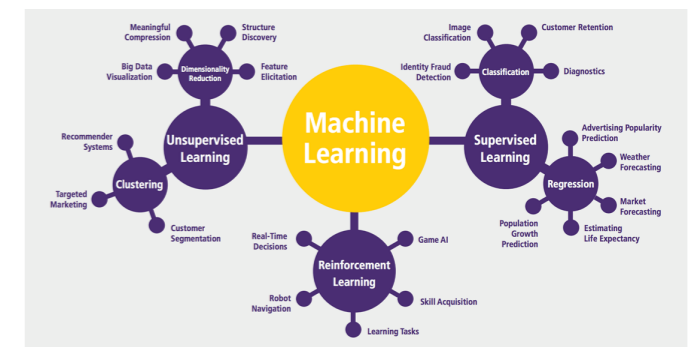 Meaningful
Compression
Structure
Discovery
Big Data
Visualization
Dimensionality
Reduction
Feature
Elicitation
Image
Classification
Customer Retention
Identity Fraud
Detection
Classification
Diagnostics
Machine
Learning
Unsupervised
Learning
Supervised
Learning
Recommender
Systems
Clustering
Targeted
Marketing
Customer
Segmentation
Advertising Popularity
Prediction
Weather
Forecasting
Regression
Market
Forecasting
Population
Growth
Prediction
Estimating
Life Expectancy
Real-Time
Decisions
Game AI
Reinforcement
Learning
Robot
Navigation
Skill Acquisition
Learning Tasks